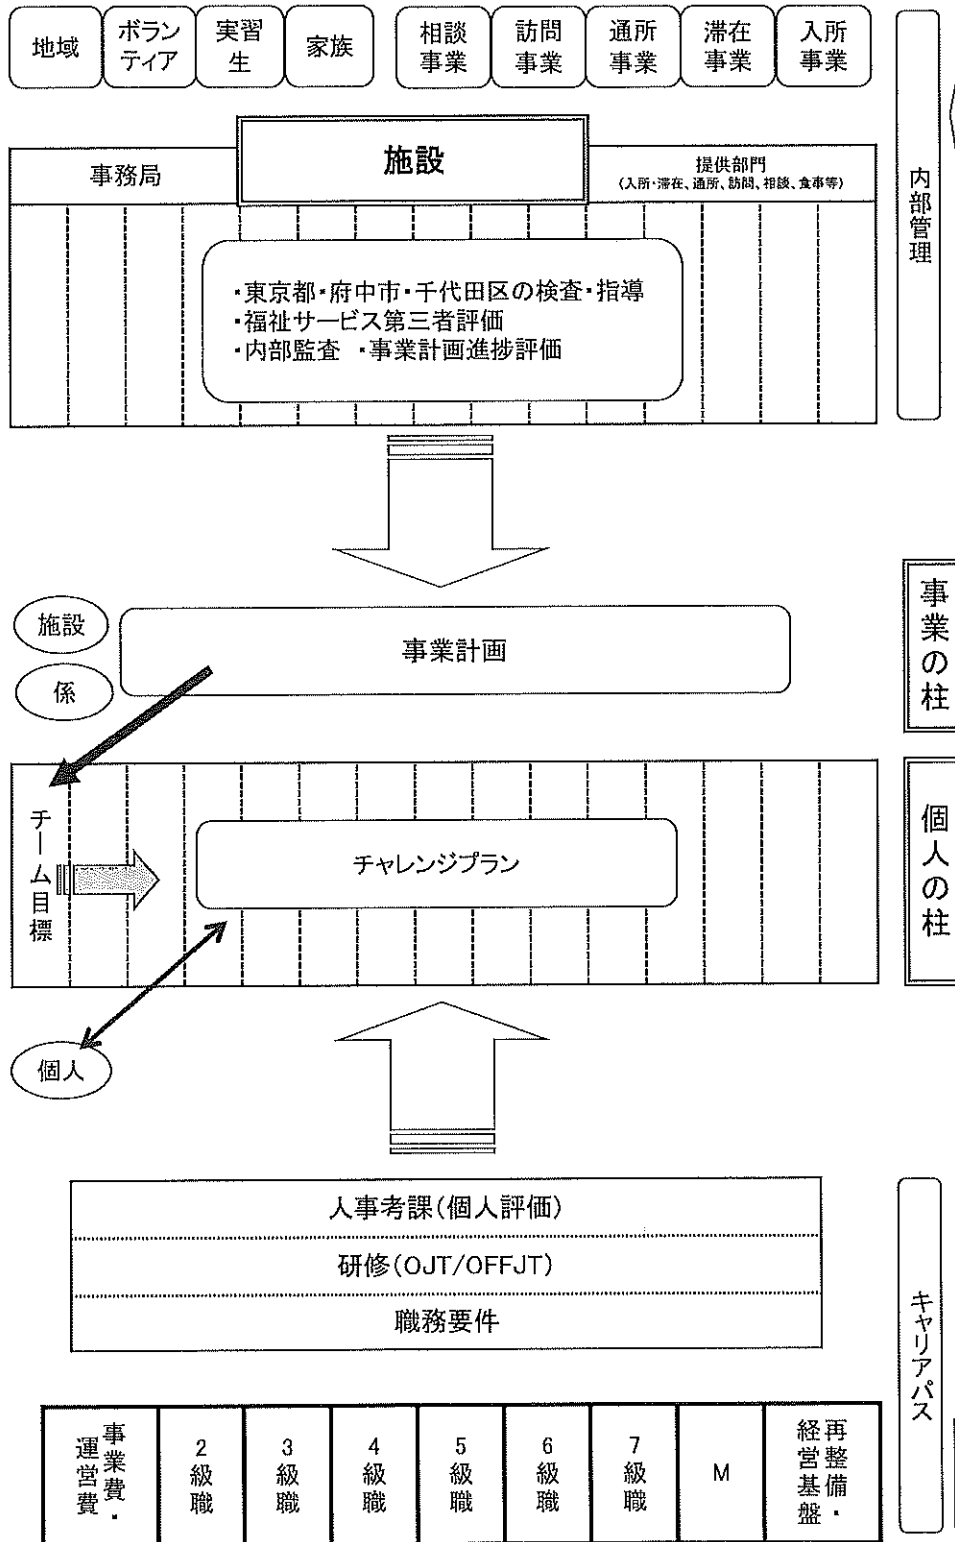 地域
ボラン
ティア
実習
生
家族
相談
事業
訪問
事業
通所
事業
滞在
事業
入所
事業
事務局
施設
提供部門
(入所・滞在、通所、訪問、相談、食事等)
内部管理
・東京都・府中市・千代田区の検査・指導
・福祉サービス第三者評価
・内部監査 ・事業計画進捗評価
施設
係
事業計画
事業の柱
チーム目標
チャレンジプラン
個人の柱
個人
人事考課(個人評価)
研修(OJT/OFFJT)
職務要件
キャリアパス
事業費・
運営費
2級職
3級職
4級職
5級職
6級職
7級職
M
再整備・
経営基盤